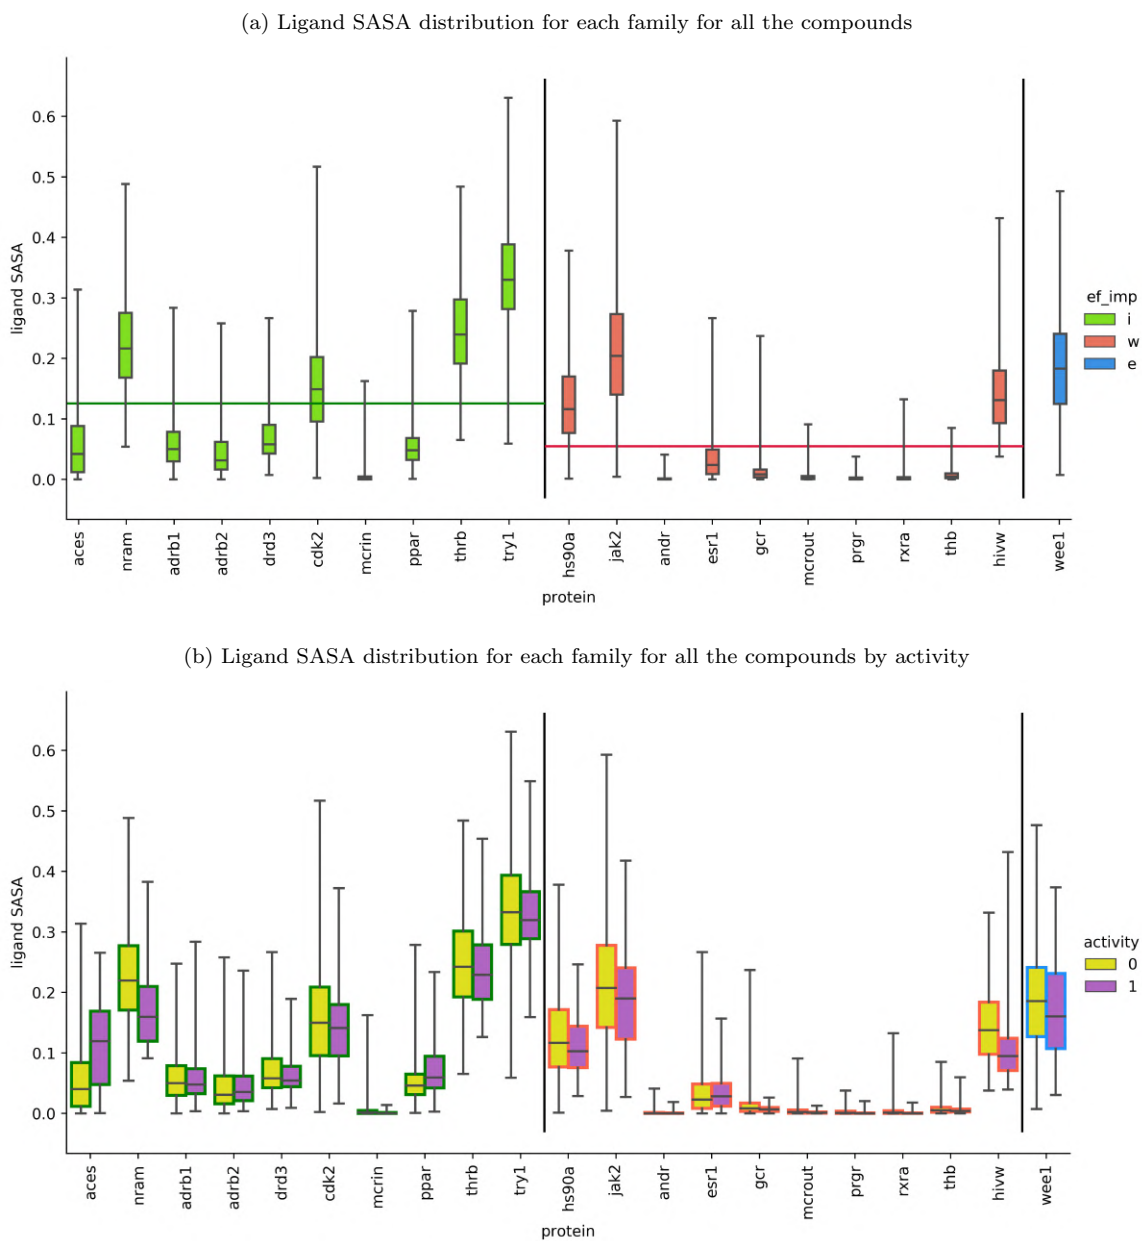 (a) Ligand SASA distribution for each family for all the compounds
0.6
0.5
0.4
0.3
0.2
0.1
0.0
ligand SASA
aces
nram
adrb1
adrb2
drd3
cdk2
mcrin
ppar
thrb
try1
hs90a
jak2
andr
esr1
gcr
mcrout
prgr
rxra
thb
hivw
wee1
protein
ef_imp
i
w
e
(b) Ligand SASA distribution for each family for all the compounds by activity
0.6
0.5
0.4
0.3
0.2
0.1
0.0
ligand SASA
aces
nram
adrb1
adrb2
drd3
cdk2
mcrin
ppar
thrb
try1
hs90a
jak2
andr
esr1
gcr
mcrout
prgr
rxra
thb
hivw
wee1
protein
activity
0
1